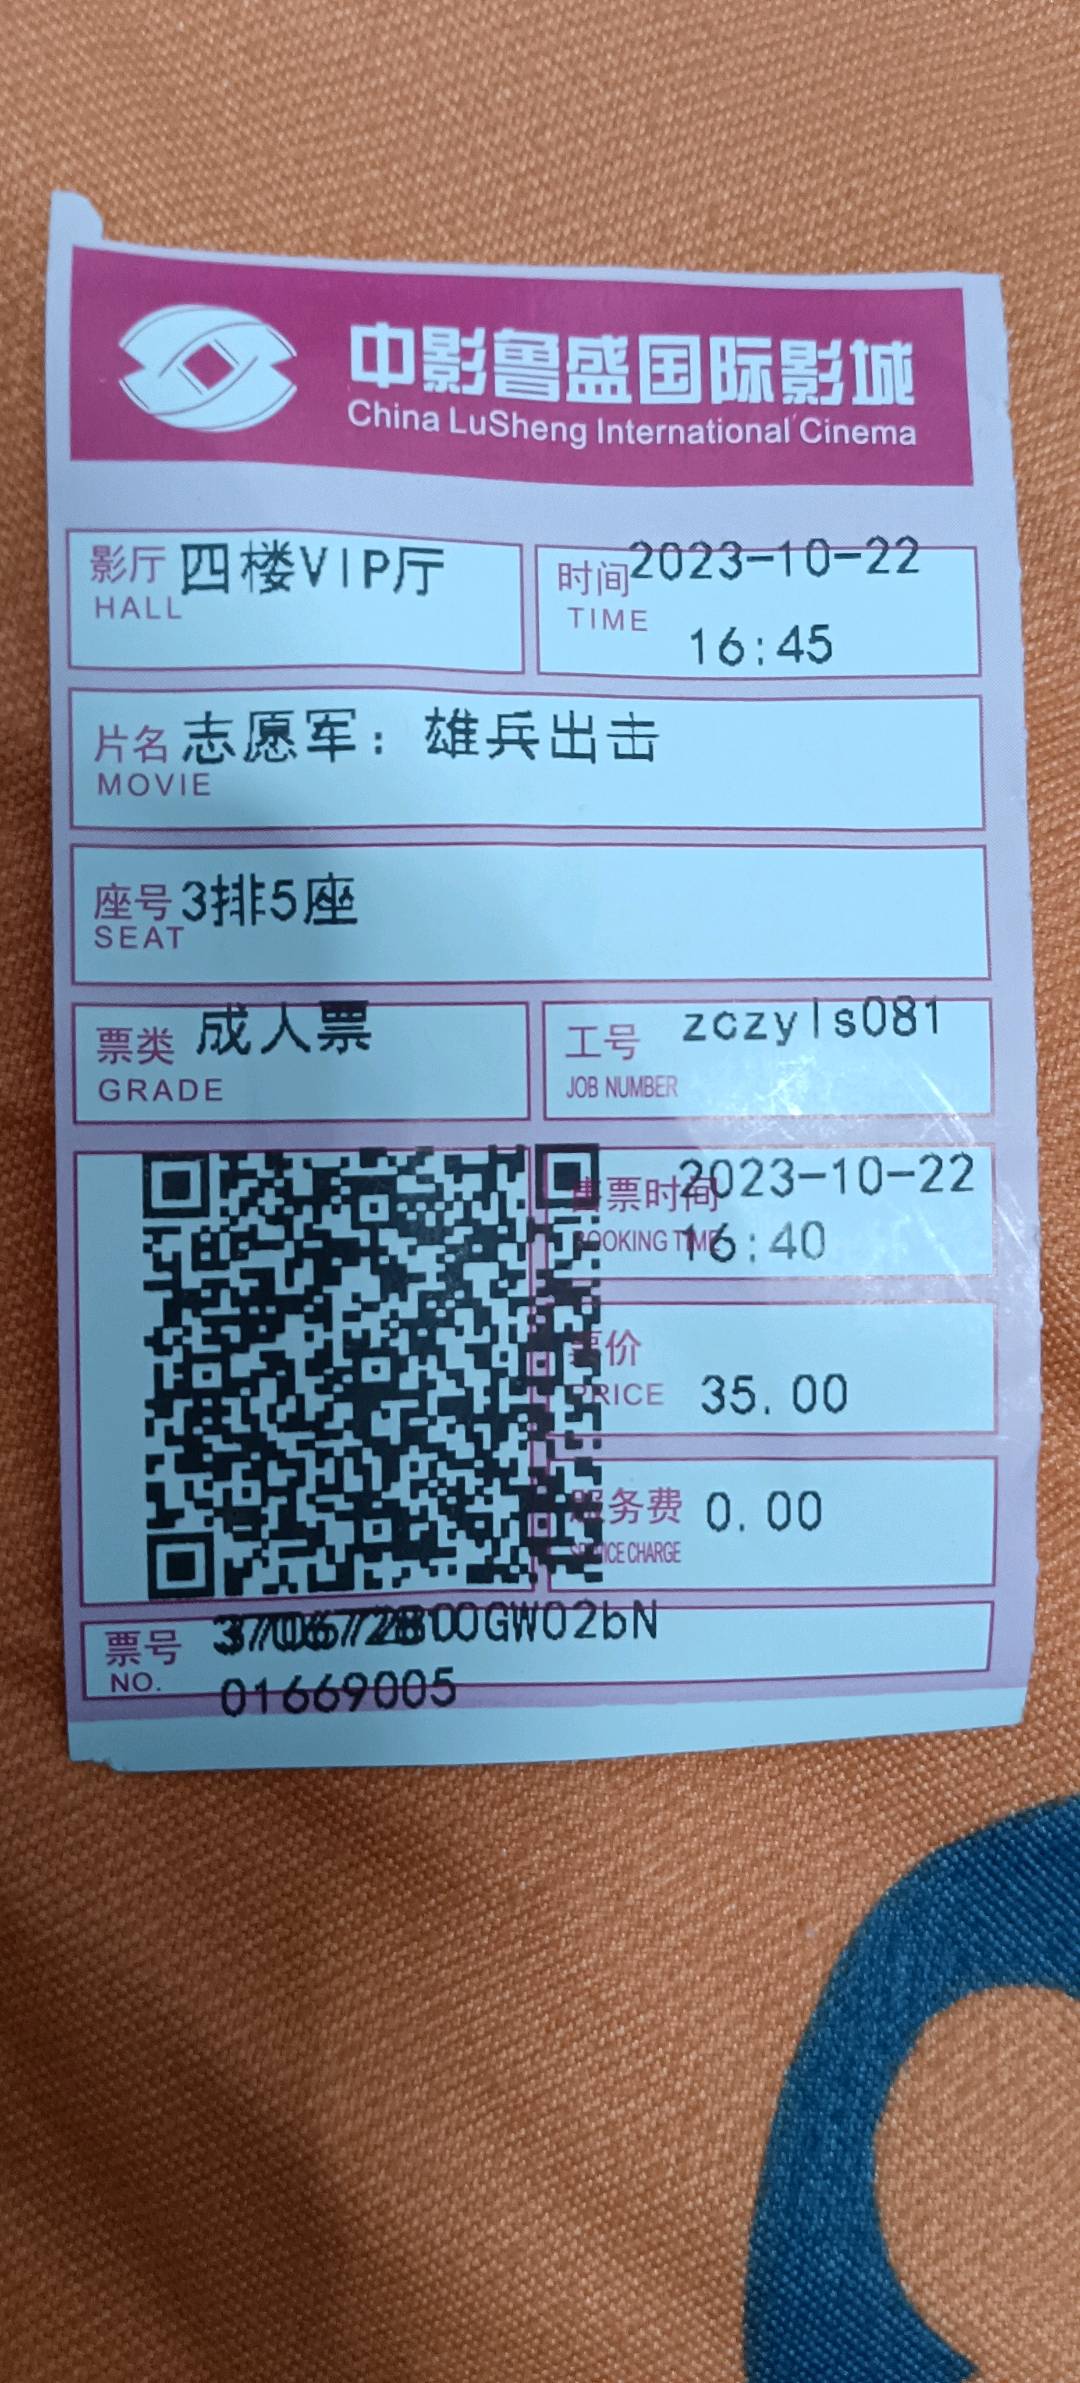 中影鲁盛国际影城
China LuSheng International Cinema
影厅 四楼VIP厅
HALL
时间 2023-10-22
TIME 16:45
片名 志愿军：雄兵出击
MOVIE
座号 3排5座
SEAT
票类 成人票
GRADE
工号 zczyls081
JOB NUMBER
售票时间 2023-10-22
BOOKING TIME 16:40
票价
PRICE 35.00
服务费 0.00
SERVICE CHARGE
票号
NO. 01669005